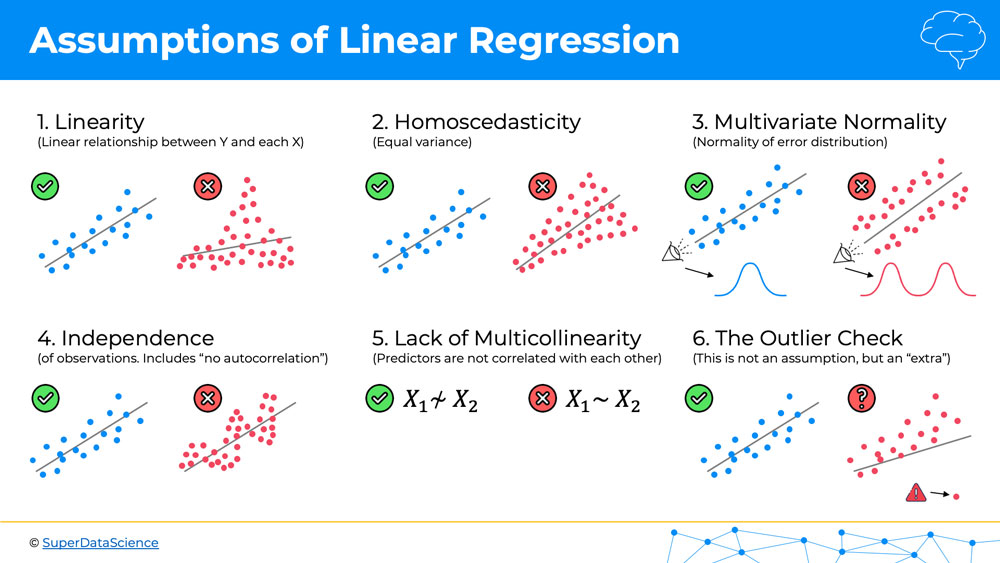 Assumptions of Linear Regression
1. Linearity
(Linear relationship between Y and each X)
2. Homoscedasticity
(Equal variance)
3. Multivariate Normality
(Normality of error distribution)
4. Independence
(of observations. Includes “no autocorrelation”)
5. Lack of Multicollinearity
(Predictors are not correlated with each other)
X₁ ≁ X₂
X₁ ~ X₂
6. The Outlier Check
(This is not an assumption, but an “extra”)
© SuperDataScience